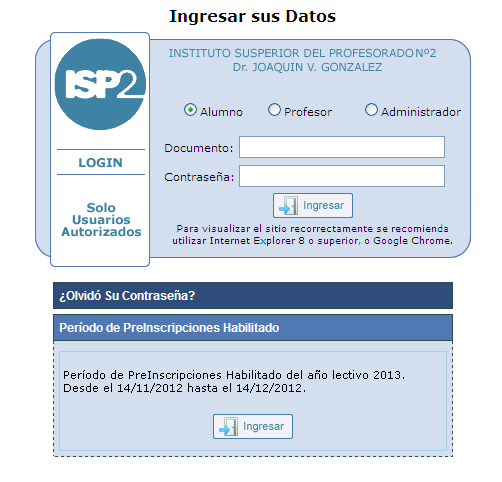 Ingresar sus Datos
ISP2
INSTITUTO SUSPERIOR DEL PROFESORADO Nº2
Dr. JOAQUIN V. GONZALEZ
Alumno Profesor Administrador
LOGIN
Documento:
Contraseña:
Solo
Usuarios
Autorizados
Ingresar
Para visualizar el sitio recorrectamente se recomienda
utilizar Internet Explorer 8 o superior, o Google Chrome.
¿Olvidó Su Contraseña?
Período de PreInscripciones Habilitado
Período de PreInscripciones Habilitado del año lectivo 2013.
Desde el 14/11/2012 hasta el 14/12/2012.
Ingresar